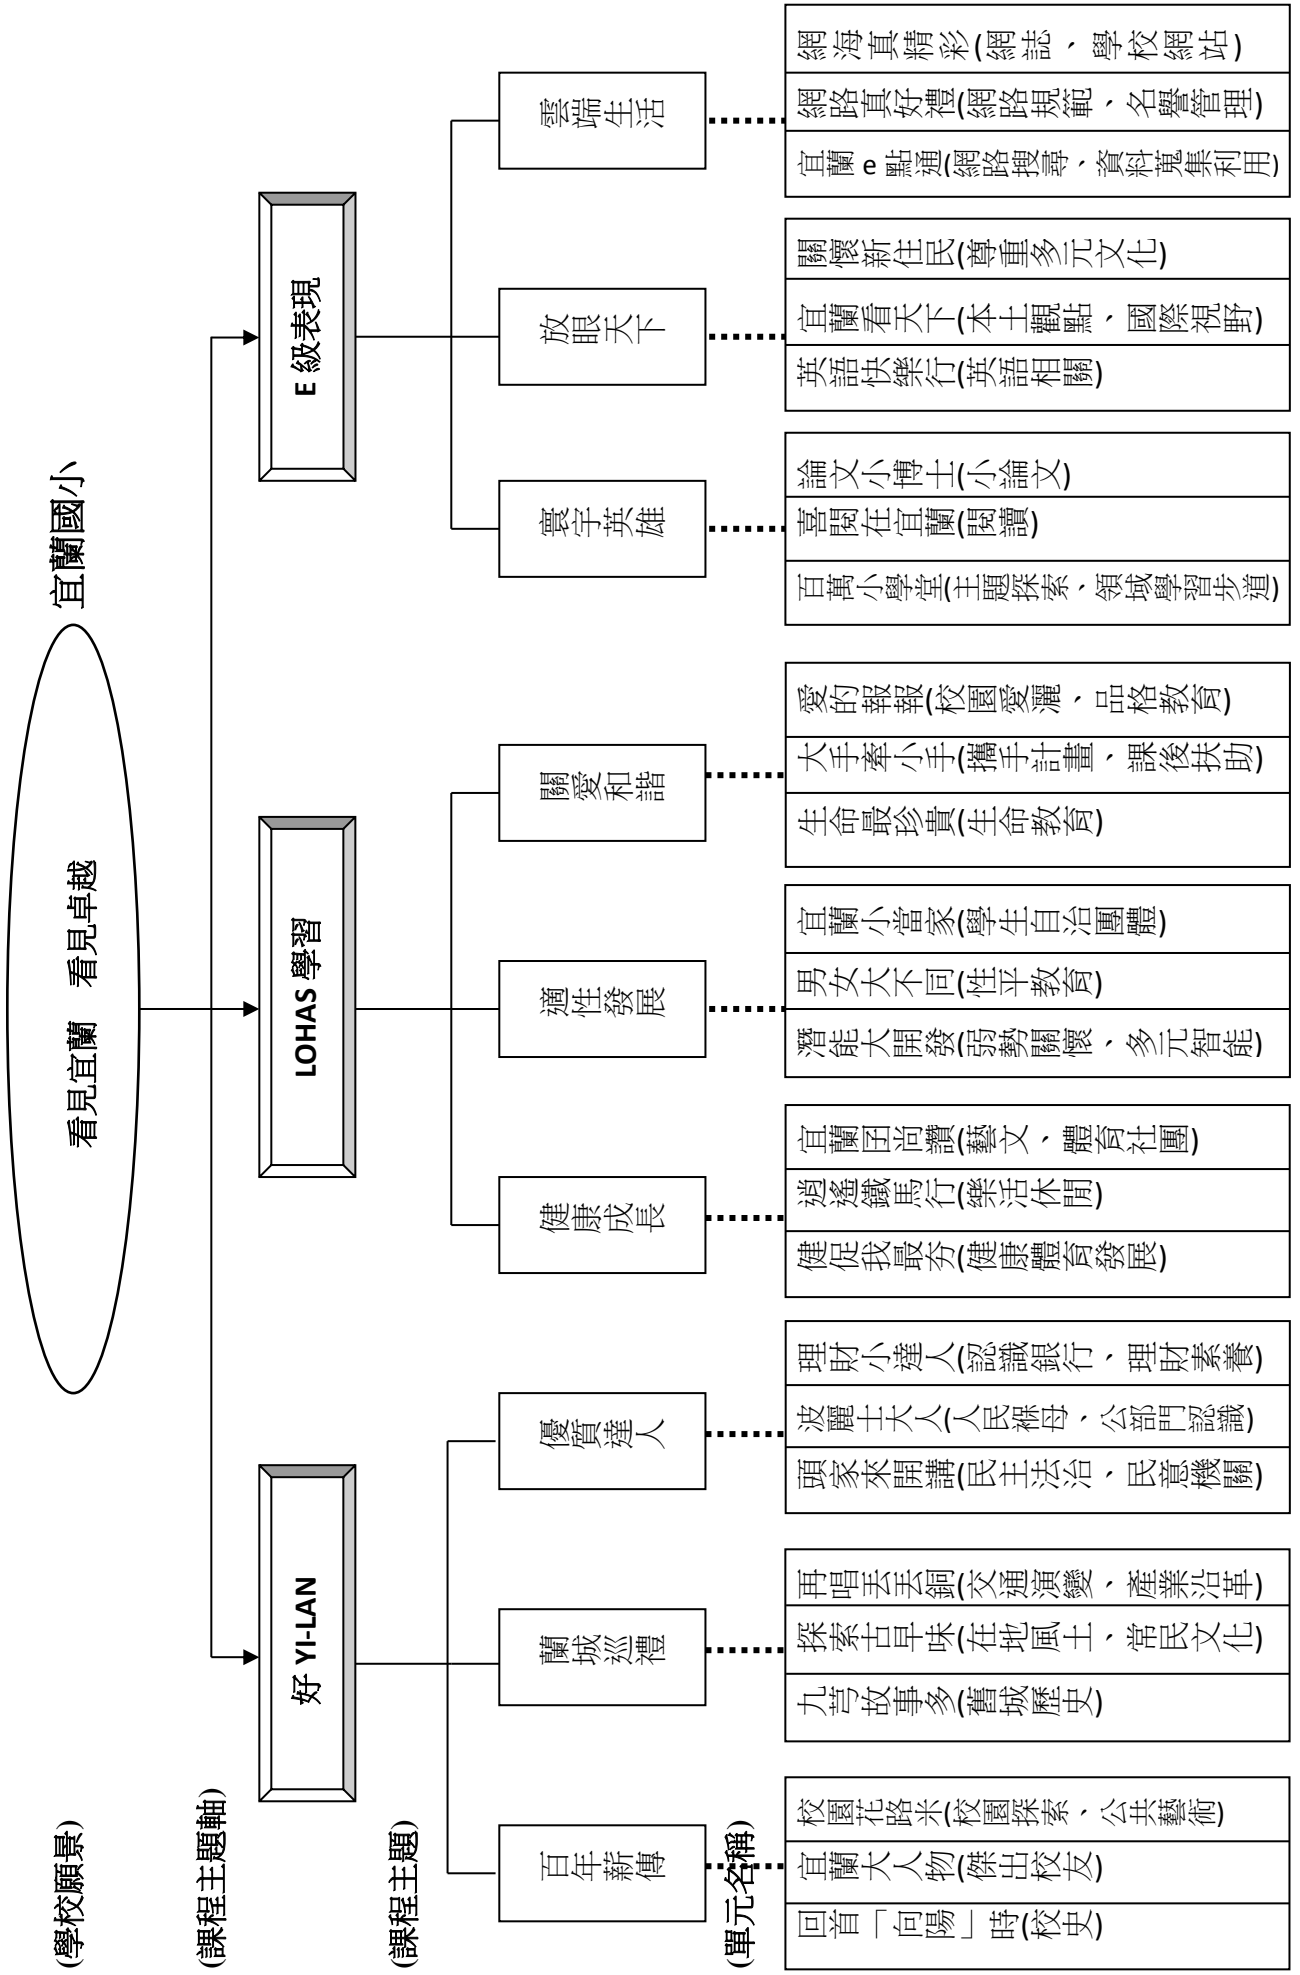 宜蘭國小
(學校願景)
看見宜蘭 看見卓越
(課程主題軸)
好 YI-LAN
LOHAS 學習
E 級表現
(課程主題)
百年薪傳
蘭城巡禮
優質達人
健康成長
適性發展
關愛和諧
寰宇英雄
放眼天下
雲端生活
(單元名稱)
回首「向陽」時(校史)
宜蘭大人物(傑出校友)
校園花路米(校園探索、公共藝術)
九芎故事多(舊城歷史)
探索古早味(在地風土、常民文化)
再唱丟丟銅(交通演變、產業沿革)
頭家來開講(民主法治、民意機關)
波麗士大人(人民褓母、公部門認識)
理財小達人(認識銀行、理財素養)
健促我最夯(健康體育發展)
逍遙鐵馬行(樂活休閒)
宜蘭囝尚讚(藝文、體育社團)
潛能大開發(弱勢關懷、多元智能)
男女大不同(性平教育)
宜蘭小當家(學生自治團體)
生命最珍貴(生命教育)
大手牽小手(攜手計畫、課後扶助)
愛的報報(校園愛灑、品格教育)
百萬小學堂(主題探索、領域學習步道)
喜閱在宜蘭(閱讀)
論文小博士(小論文)
英語快樂行(英語相關)
宜蘭看天下(本土觀點、國際視野)
關懷新住民(尊重多元文化)
宜蘭 e 點通(網路搜尋、資料蒐集利用)
網路真好禮(網路規範、名譽管理)
網海真精彩(網誌、學校網站)